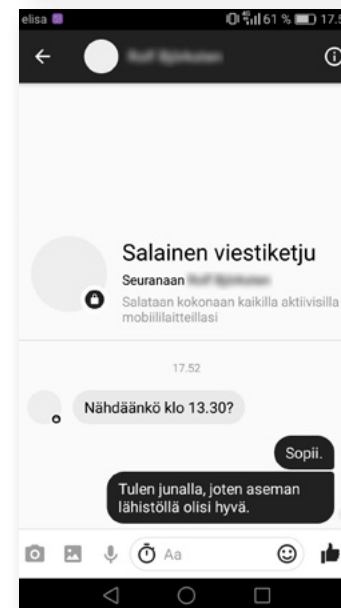 elisa 61 % 17.5
Salainen viestiketju
Seuranaan
Salataan kokonaan kaikilla aktiivisilla
mobiililaitteillasi
17.52
Nähdäänkö klo 13.30?
Sopii.
Tulen junalla, joten aseman
lähistöllä olisi hyvä.
Aa